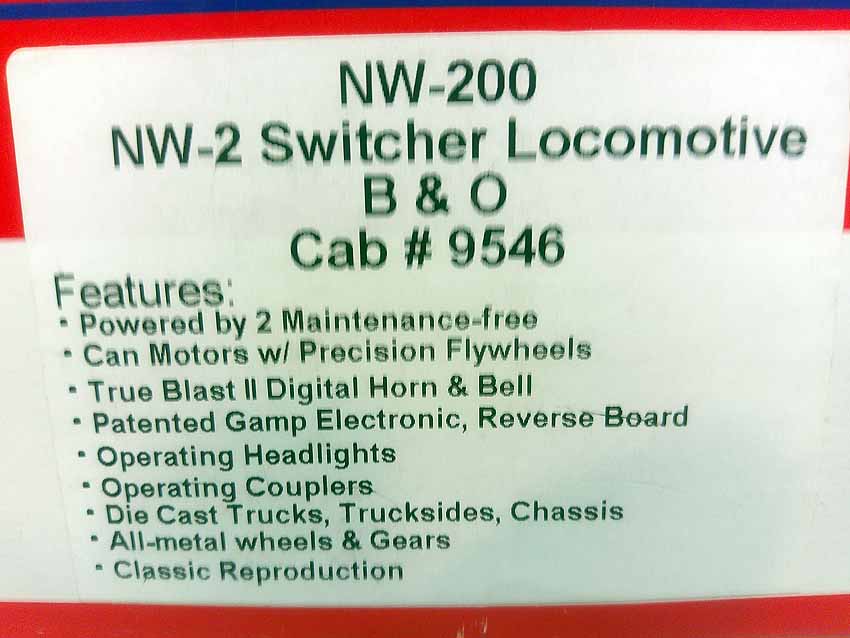 NW-200
NW-2 Switcher Locomotive
B & O
Cab # 9546
Features:
· Powered by 2 Maintenance-free
· Can Motors w/ Precision Flywheels
· True Blast II Digital Horn & Bell
· Patented Gamp Electronic, Reverse Board
· Operating Headlights
· Operating Couplers
· Die Cast Trucks, Trucksides, Chassis
· All-metal wheels & Gears
· Classic Reproduction